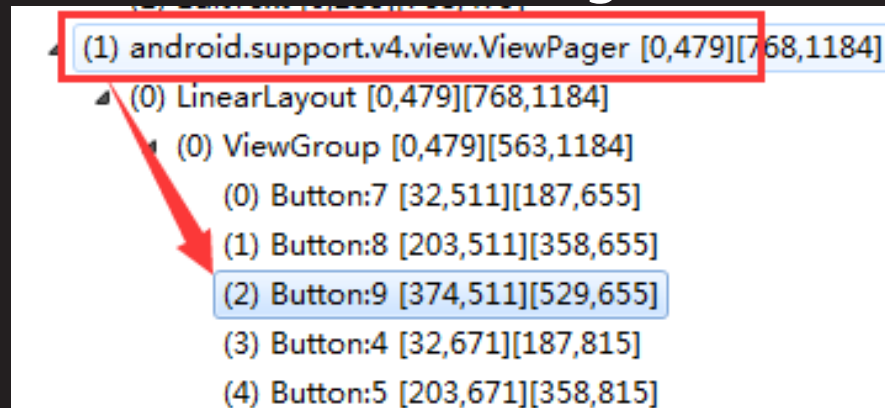 (1) android.support.v4.view.ViewPager [0,479][768,1184]
(0) LinearLayout [0,479][768,1184]
(0) ViewGroup [0,479][563,1184]
(0) Button:7 [32,511][187,655]
(1) Button:8 [203,511][358,655]
(2) Button:9 [374,511][529,655]
(3) Button:4 [32,671][187,815]
(4) Button:5 [203,671][358,815]